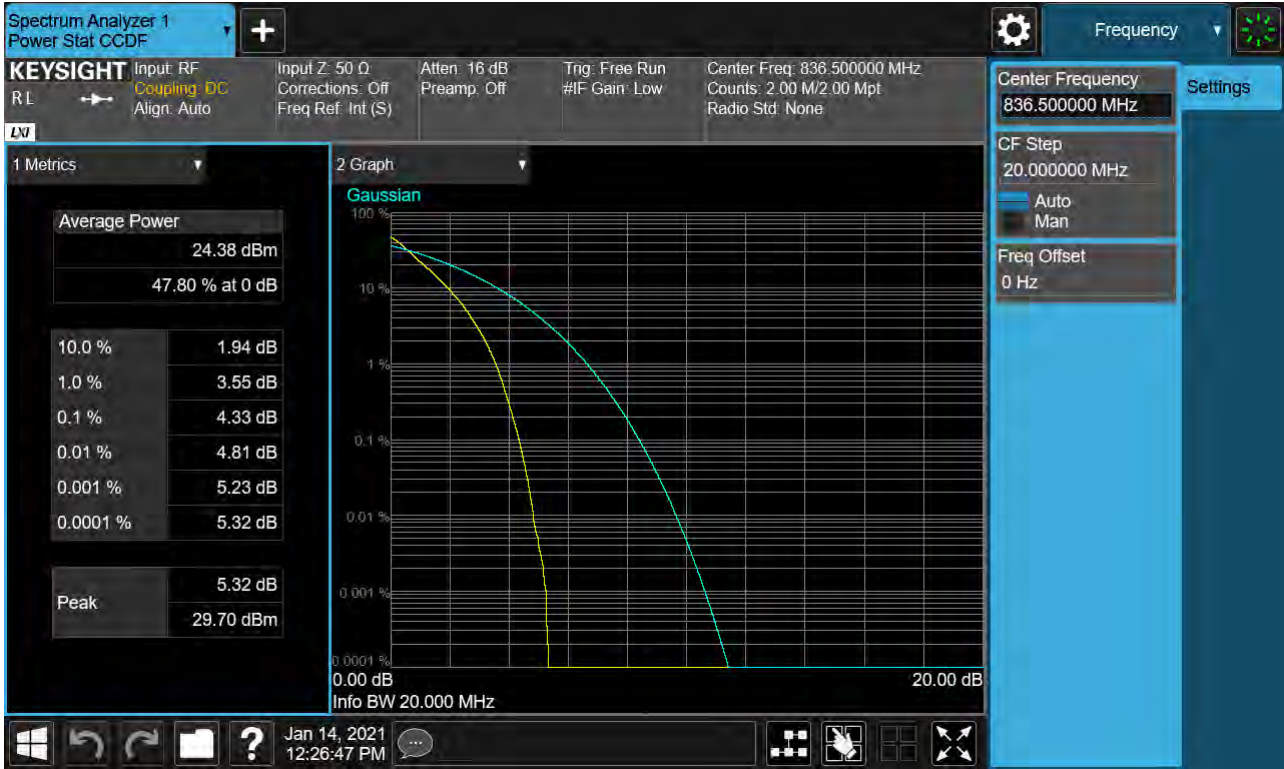 Spectrum Analyzer 1
Power Stat CCDF
Frequency
KEYSIGHT
R L
LXI
Input: RF
Coupling: DC
Align: Auto
Input Z: 50 Ω
Corrections: Off
Freq Ref: Int (S)
Atten: 16 dB
Preamp: Off
Trig: Free Run
#IF Gain: Low
Center Freq: 836.500000 MHz
Counts: 2.00 M/2.00 Mpt
Radio Std: None
Center Frequency
836.500000 MHz
Settings
CF Step
20.000000 MHz
Auto
Man
Freq Offset
0 Hz
1 Metrics
Average Power
24.38 dBm
47.80 % at 0 dB
10.0 % 1.94 dB
1.0 % 3.55 dB
0.1 % 4.33 dB
0.01 % 4.81 dB
0.001 % 5.23 dB
0.0001 % 5.32 dB
Peak
5.32 dB
29.70 dBm
2 Graph
Gaussian
100 %
10 %
1 %
0.1 %
0.01 %
0.001 %
0.0001 %
0.00 dB 20.00 dB
Info BW 20.000 MHz
?
Jan 14, 2021
12:26:47 PM